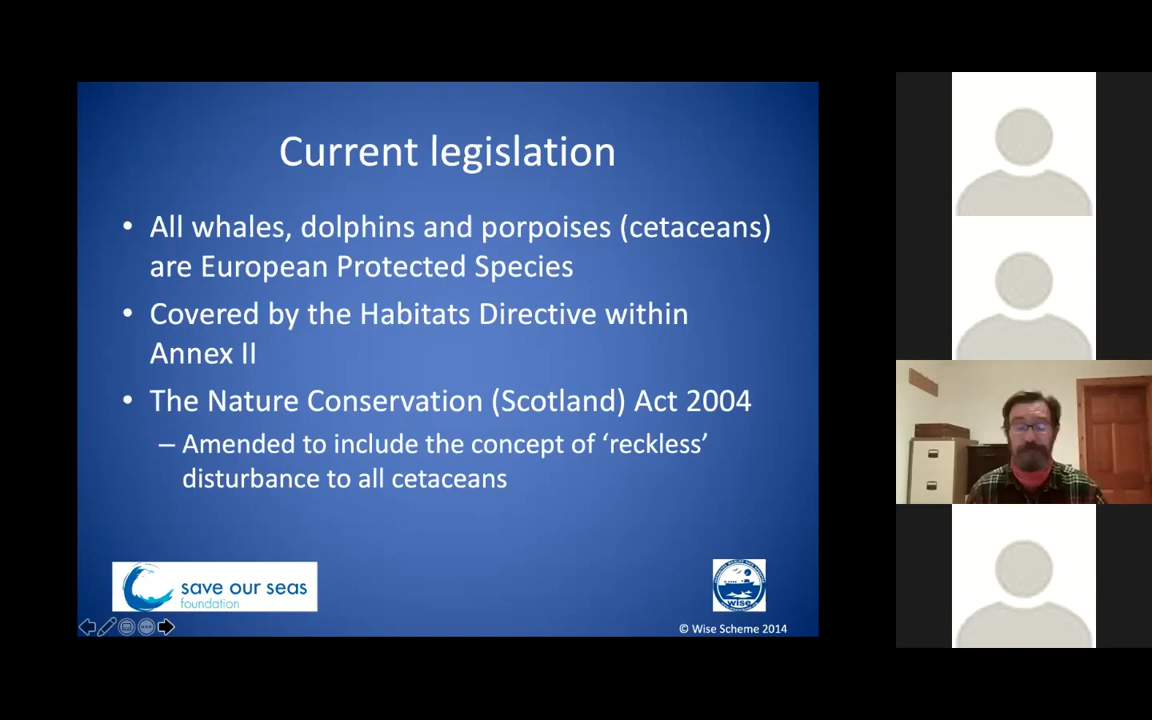 Current legislation
• All whales, dolphins and porpoises (cetaceans)
are European Protected Species
• Covered by the Habitats Directive within
Annex II
• The Nature Conservation (Scotland) Act 2004
– Amended to include the concept of ‘reckless’
disturbance to all cetaceans
save our seas
foundation
wise
© Wise Scheme 2014